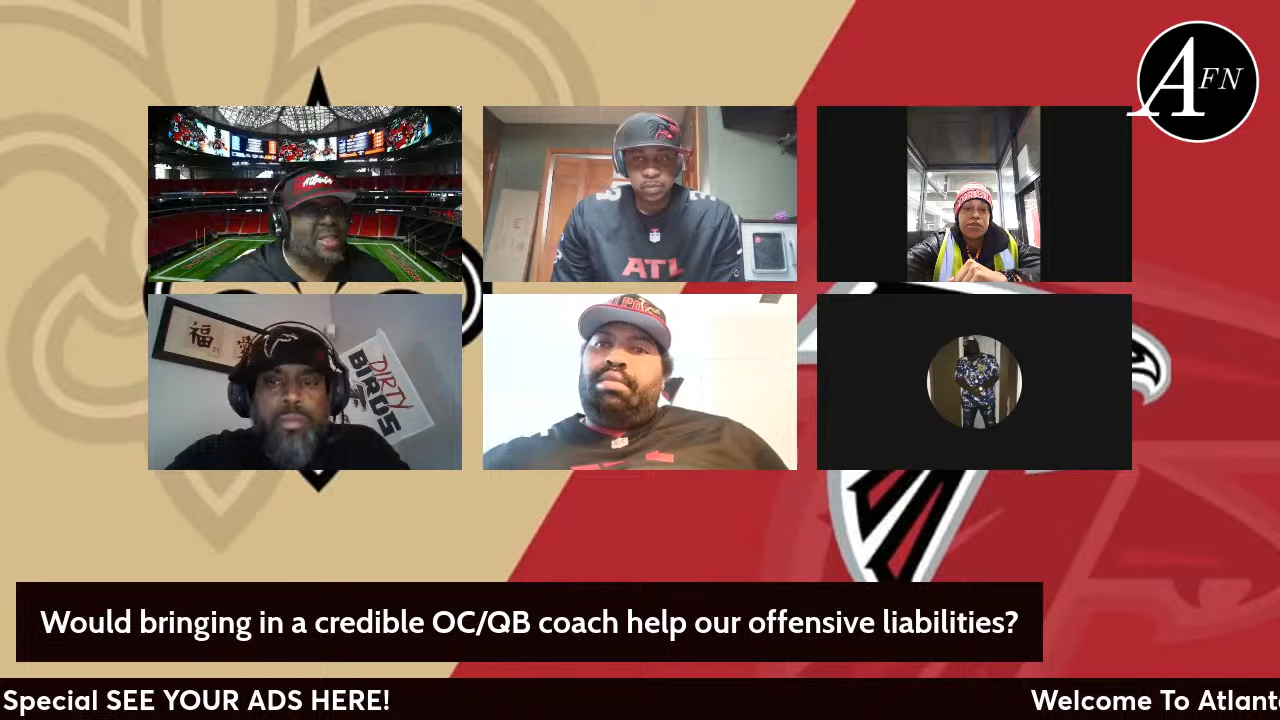 AFN
Atlanta
ATL
福
愛
DIRTY
BIRDS
Would bringing in a credible OC/QB coach help our offensive liabilities?
Special SEE YOUR ADS HERE!
Welcome To Atlant